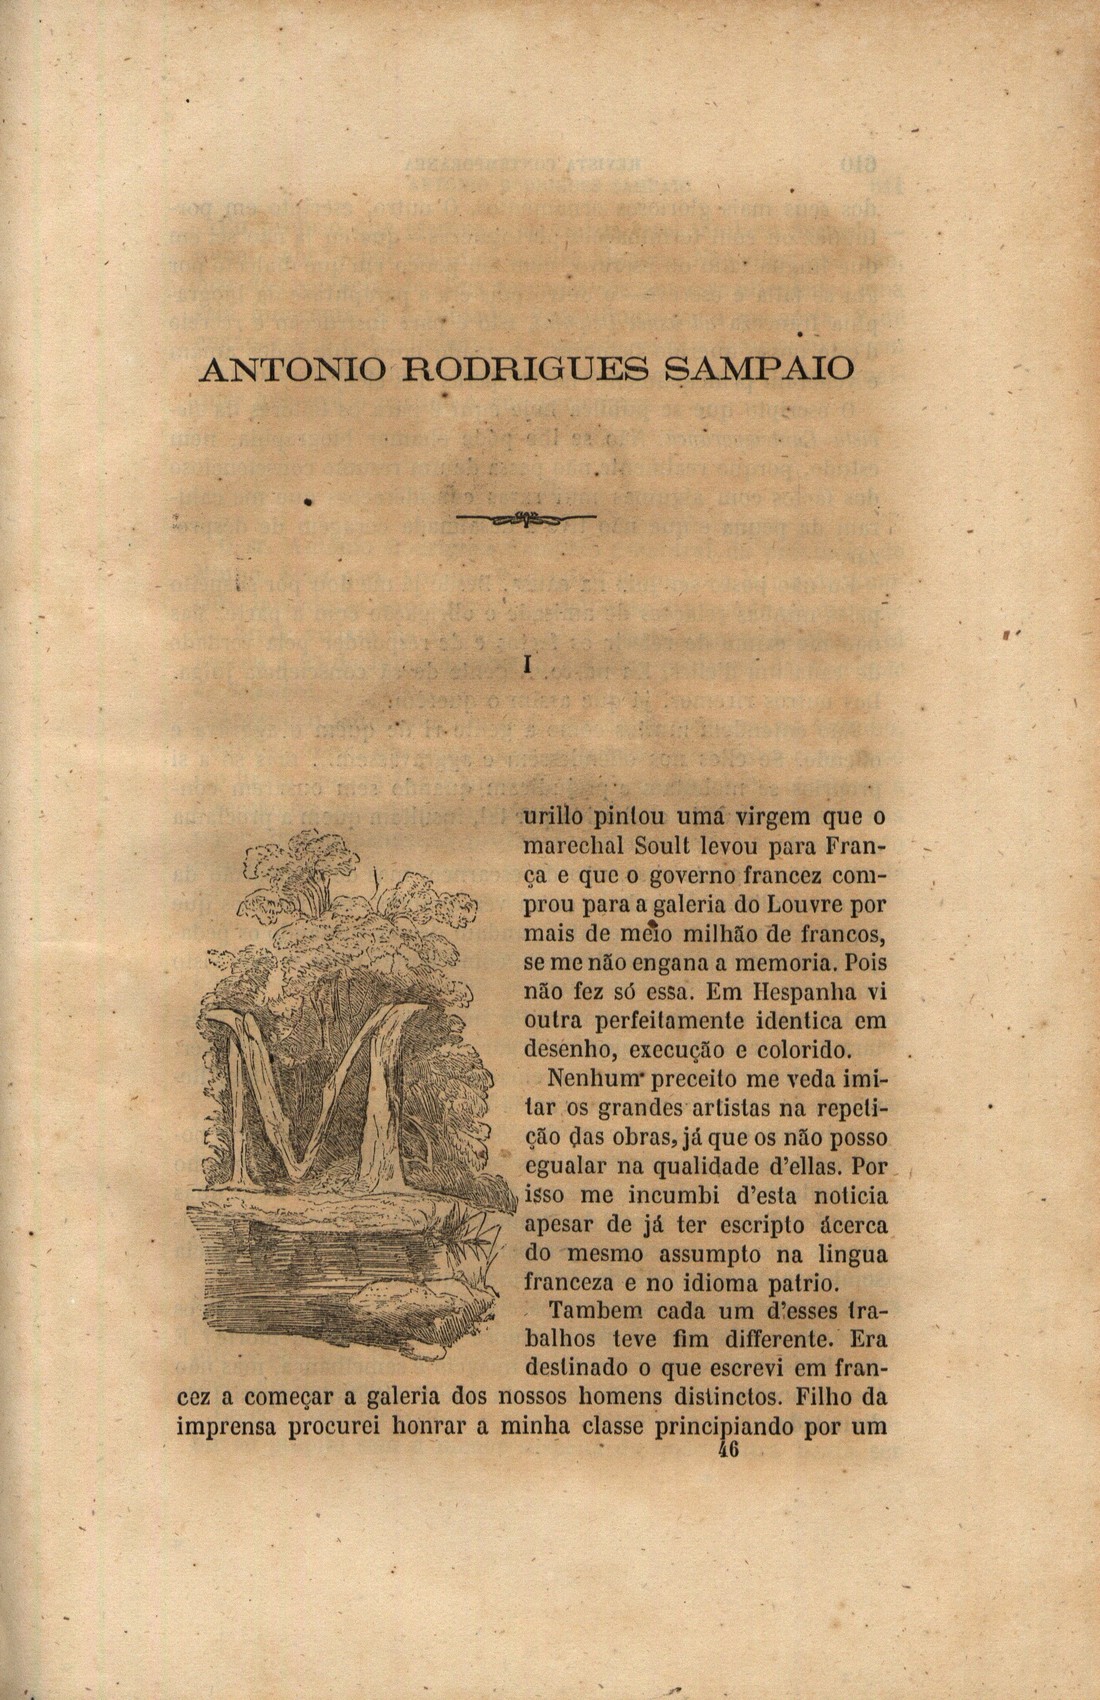 ANTONIO RODRIGUES SAMPAIO
I
Murillo pintou uma virgem que o
marechal Soult levou para Fran-
ça e que o governo francez com-
prou para a galeria do Louvre por
mais de meio milhão de francos,
se me não engana a memoria. Pois
não fez só essa. Em Hespanha vi
outra perfeitamente identica em
desenho, execução e colorido.
Nenhum preceito me veda imi-
tar os grandes artistas na repeti-
ção das obras, já que os não posso
egualar na qualidade d'ellas. Por
isso me incumbi d'esta noticia
apesar de já ter escripto ácerca
do mesmo assumpto na lingua
franceza e no idioma patrio.
Tambem cada um d'esses tra-
balhos teve fim differente. Era
destinado o que escrevi em fran-
cez a começar a galeria dos nossos homens distinctos. Filho da
imprensa procurei honrar a minha classe principiando por um
46